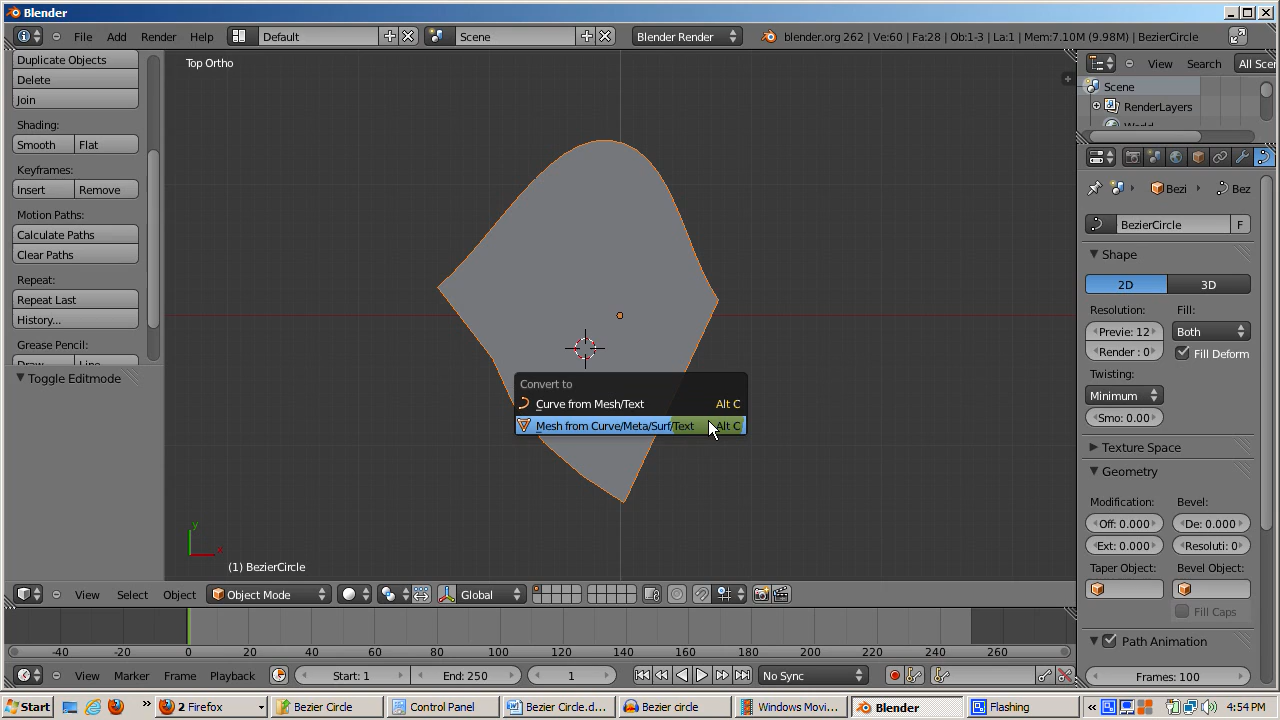 Blender
File Add Render Help Default Scene Blender Render blender.org 262 | Ve:60 | Fa:28 | Ob:1-3 | La:1 | Mem:7.10M (9.98M) | BezierCircle
Duplicate Objects
Delete
Join
Shading:
Smooth Flat
Keyframes:
Insert Remove
Motion Paths:
Calculate Paths
Clear Paths
Repeat:
Repeat Last
History...
Grease Pencil:
Toggle Editmode
Top Ortho
Convert to
Curve from Mesh/Text Alt C
Mesh from Curve/Meta/Surf/Text Alt C
y
x
(1) BezierCircle
View Select Object Object Mode Global
View Search All Scen
Scene
RenderLayers
Bezi Bez
BezierCircle F
Shape
2D 3D
Resolution: Fill:
Previe: 12 Both
Render: 0 Fill Deform
Twisting:
Minimum
Smo: 0.00
Texture Space
Geometry
Modification: Bevel:
Off: 0.000 De: 0.000
Ext: 0.000 Resoluti: 0
Taper Object: Bevel Object:
Fill Caps
Path Animation
Frames: 100
-40 -20 0 20 40 60 80 100 120 140 160 180 200 220 240 260
View Marker Frame Playback Start: 1 End: 250 1 No Sync
Start » 2 Firefox Bezier Circle Control Panel Bezier Circle.d... Bezier circle Windows Movi... Blender Flashing « 4:54 PM